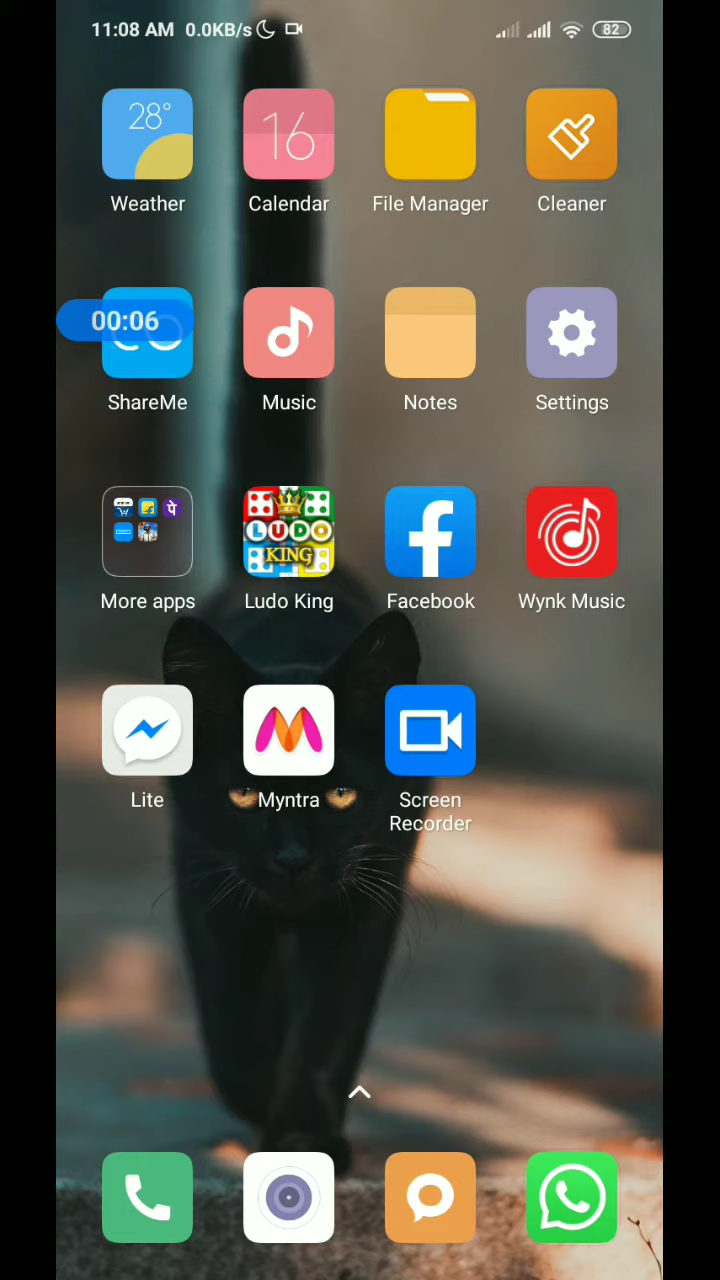 11:08 AM 0.0KB/s 82
28°
16
Weather Calendar File Manager Cleaner
00:06
ShareMe Music Notes Settings
पे
LUDO
KING
More apps Ludo King Facebook Wynk Music
Lite Myntra Screen
Recorder